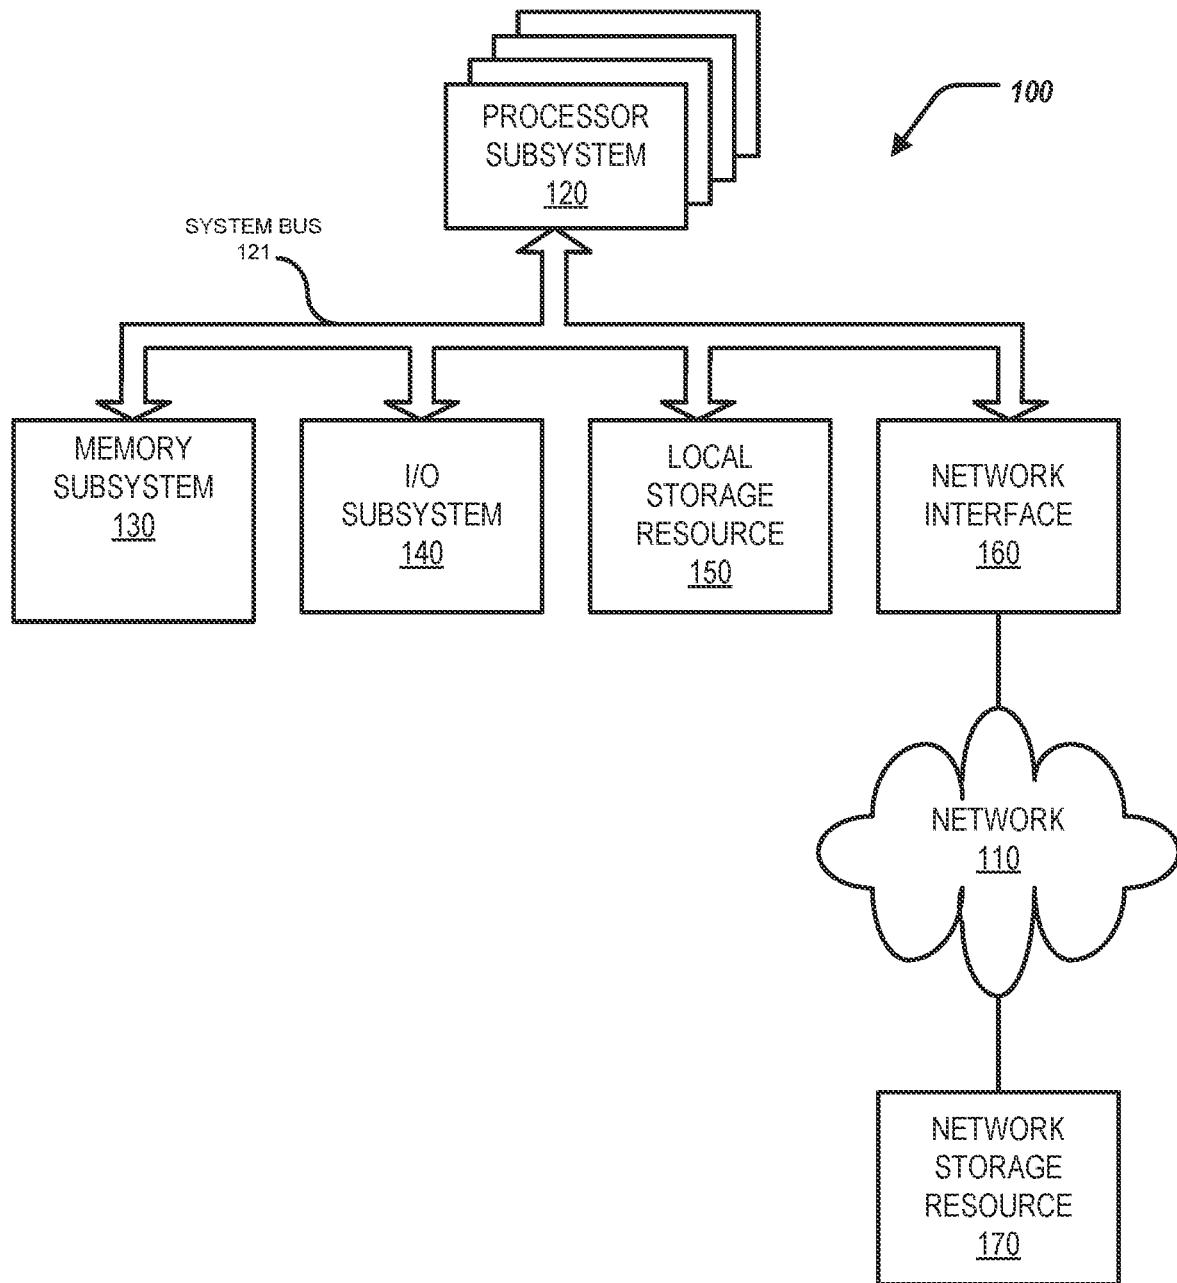 100
PROCESSOR
SUBSYSTEM
120
SYSTEM BUS
121
MEMORY
SUBSYSTEM
130
I/O
SUBSYSTEM
140
LOCAL
STORAGE
RESOURCE
150
NETWORK
INTERFACE
160
NETWORK
110
NETWORK
STORAGE
RESOURCE
170